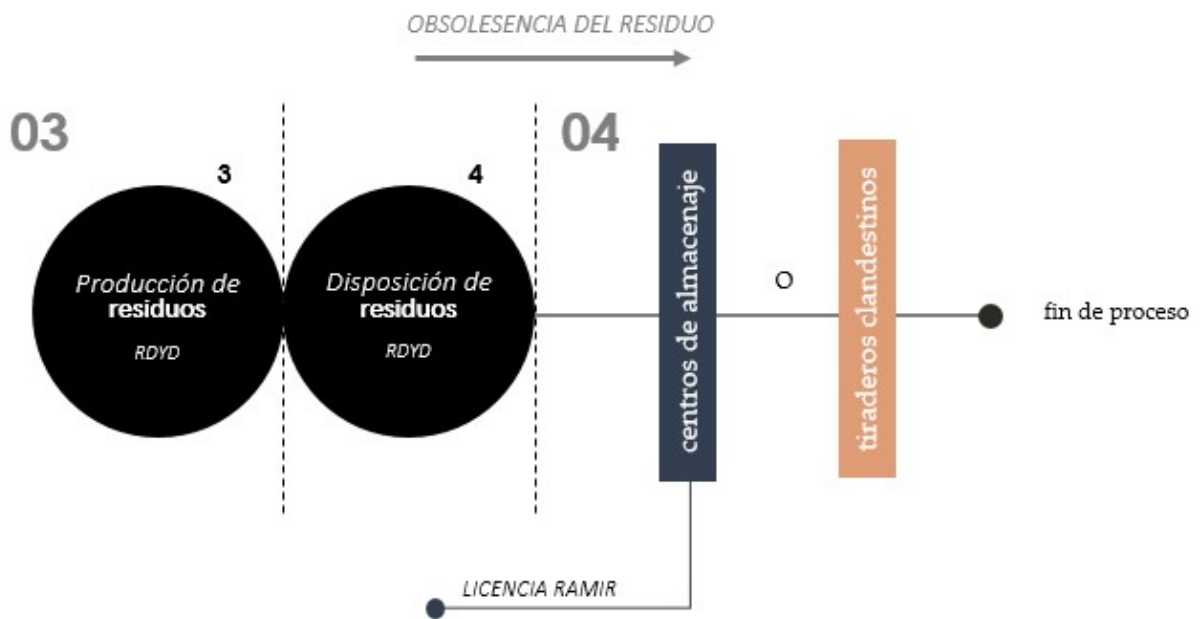 OBSOLESENCIA DEL RESIDUO
03
04
3
4
Producción de
residuos
RDYD
Disposición de
residuos
RDYD
centros de almacenaje
O
tiraderos clandestinos
fin de proceso
LICENCIA RAMIR